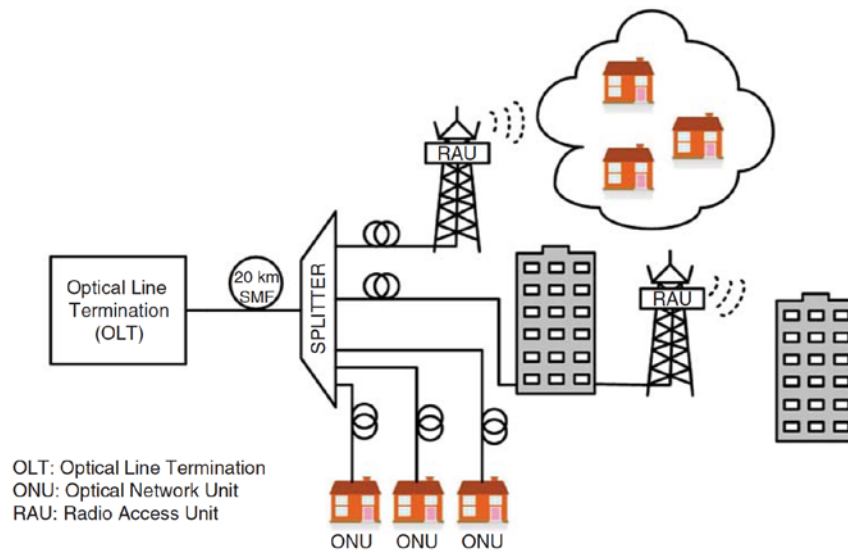 RAU
20 km
SMF
Optical Line
Termination
(OLT)
SPLITTER
RAU
OLT: Optical Line Termination
ONU: Optical Network Unit
RAU: Radio Access Unit
ONU ONU ONU